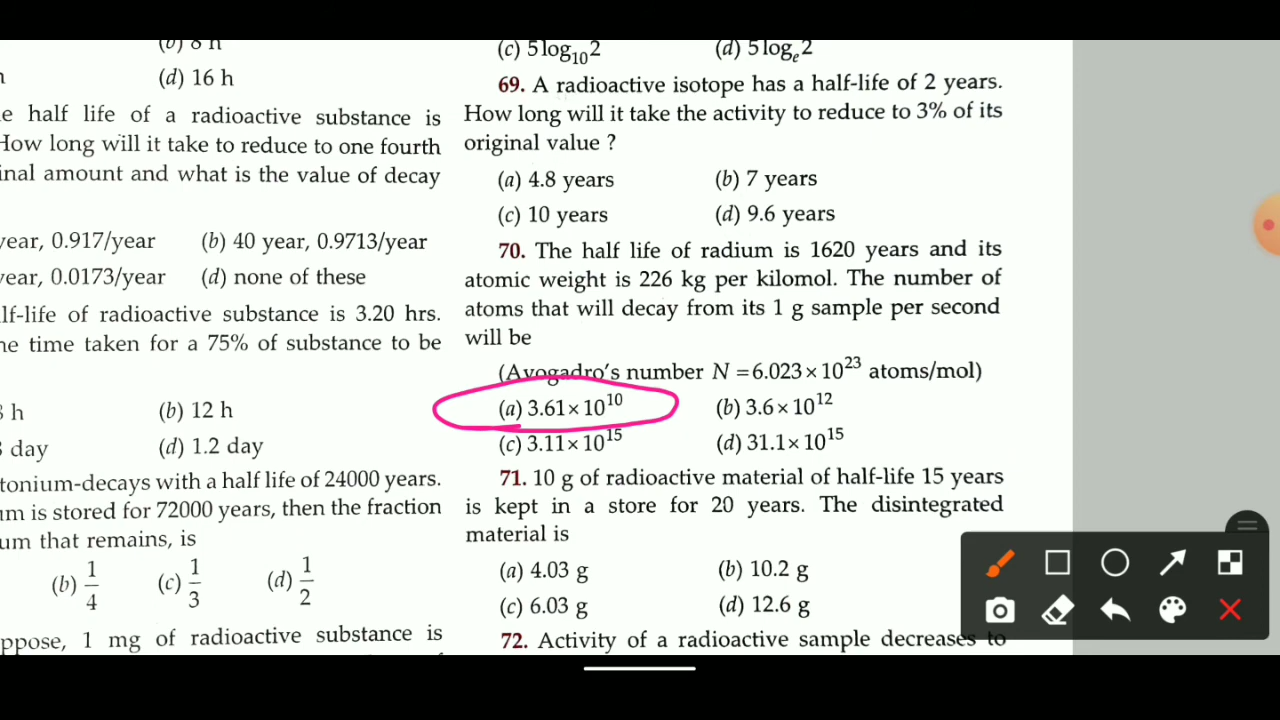 (b) 8 h
(d) 16 h
e half life of a radioactive substance is
How long will it take to reduce to one fourth
inal amount and what is the value of decay
year, 0.917/year (b) 40 year, 0.9713/year
year, 0.0173/year (d) none of these
lf-life of radioactive substance is 3.20 hrs.
ne time taken for a 75% of substance to be
h (b) 12 h
day (d) 1.2 day
tonium-decays with a half life of 24000 years.
um is stored for 72000 years, then the fraction
um that remains, is
(b) 1/4 (c) 1/3 (d) 1/2
ppose, 1 mg of radioactive substance is
(c) 5 log₁₀2 (d) 5 logₑ2
69. A radioactive isotope has a half-life of 2 years.
How long will it take the activity to reduce to 3% of its
original value ?
(a) 4.8 years (b) 7 years
(c) 10 years (d) 9.6 years
70. The half life of radium is 1620 years and its
atomic weight is 226 kg per kilomol. The number of
atoms that will decay from its 1 g sample per second
will be
(Avogadro's number N = 6.023 × 10²³ atoms/mol)
(a) 3.61 × 10¹⁰ (b) 3.6 × 10¹²
(c) 3.11 × 10¹⁵ (d) 31.1 × 10¹⁵
71. 10 g of radioactive material of half-life 15 years
is kept in a store for 20 years. The disintegrated
material is
(a) 4.03 g (b) 10.2 g
(c) 6.03 g (d) 12.6 g
72. Activity of a radioactive sample decreases to